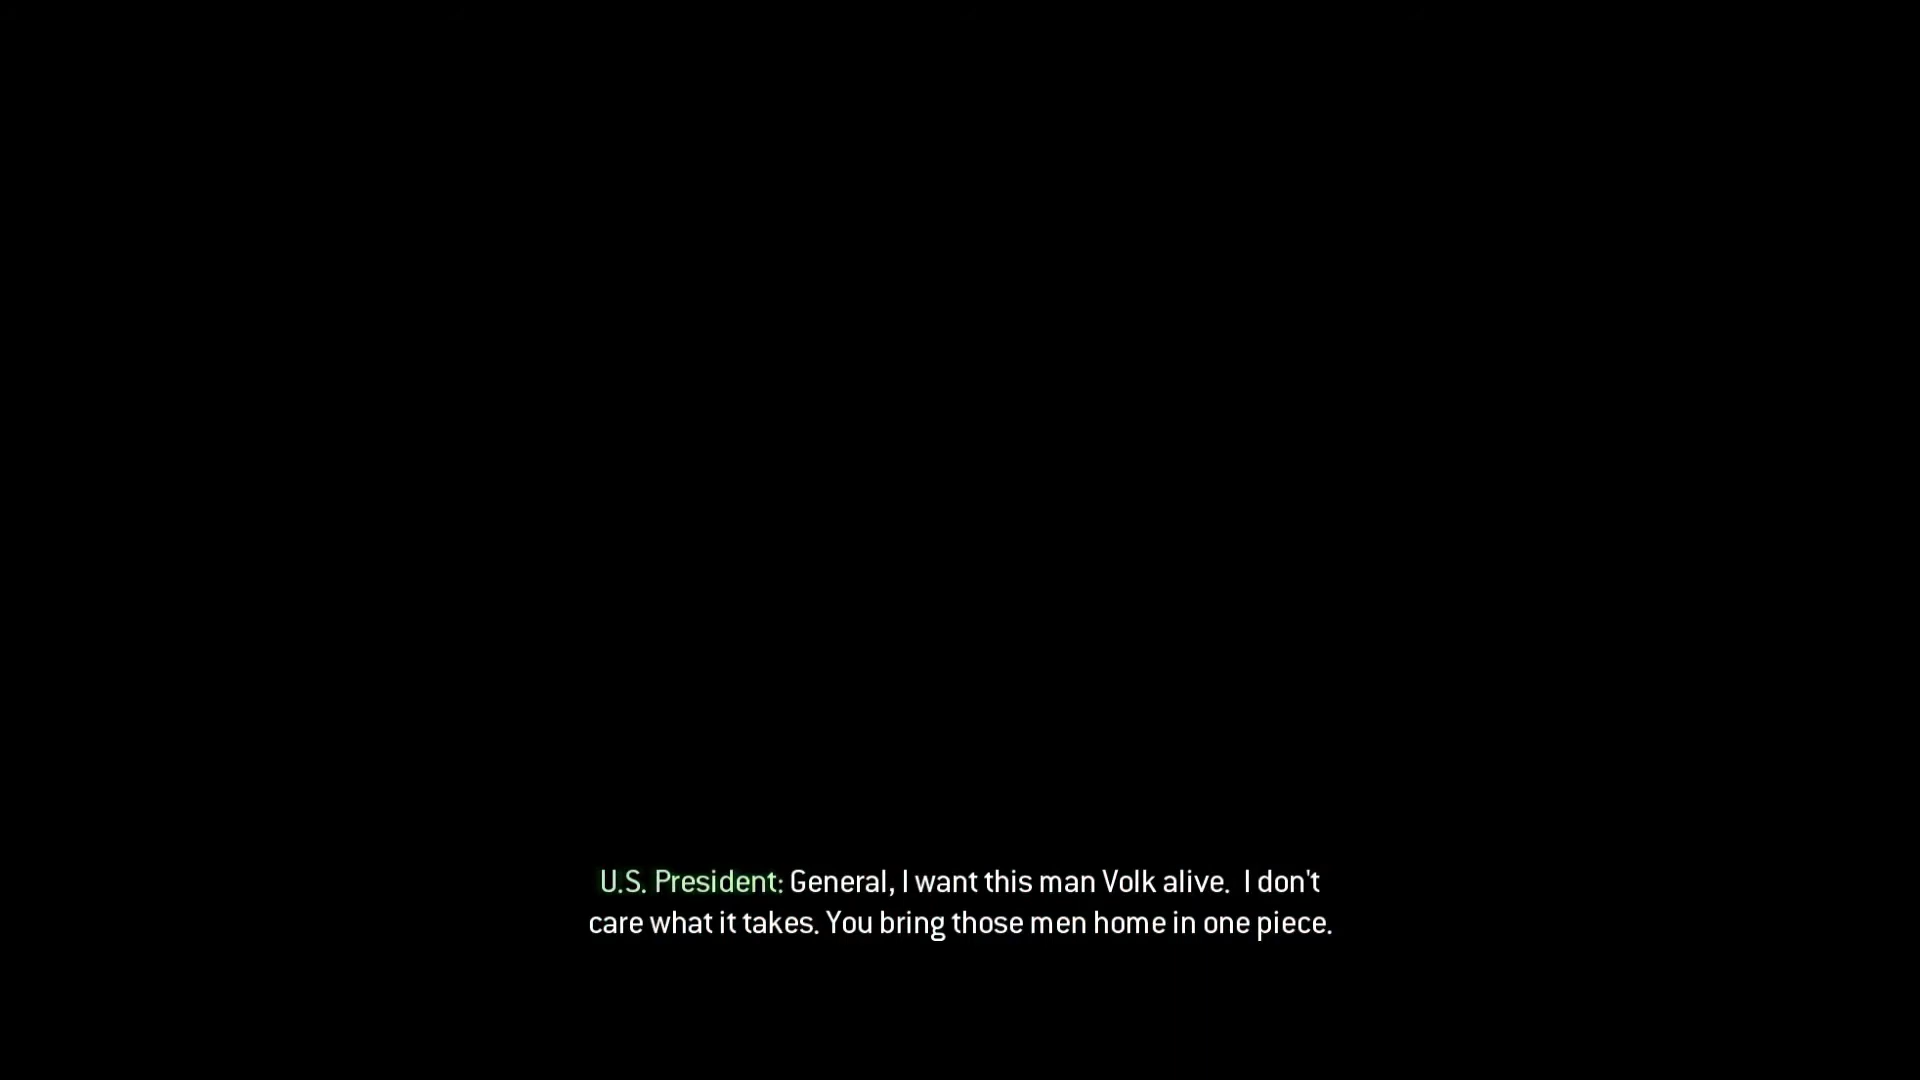 U.S. President: General, I want this man Volk alive.  I don't
care what it takes. You bring those men home in one piece.